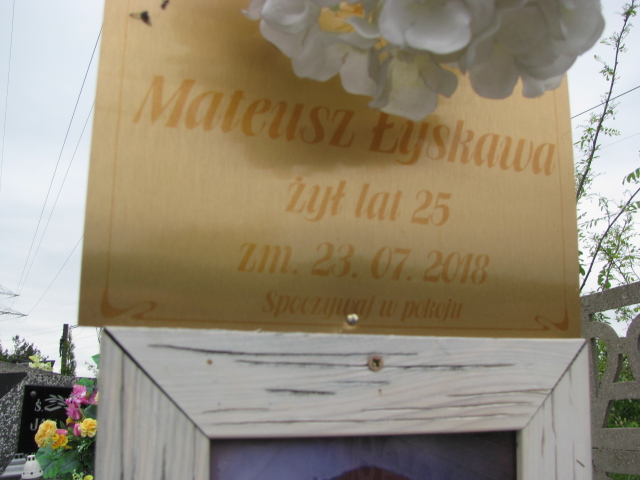 Mateusz Łyskawa
żył lat 25
zm. 23. 07. 2018
Spoczywaj w pokoju